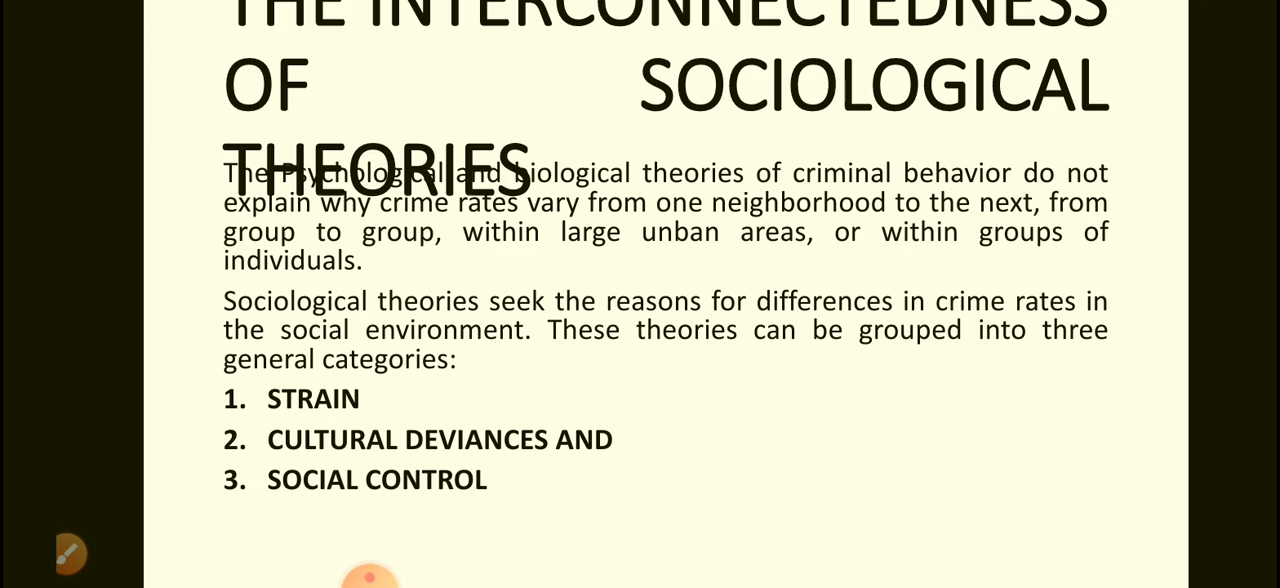 THE INTERCONNECTEDNESS
OF SOCIOLOGICAL
THEORIES
The Psychological and biological theories of criminal behavior do not
explain why crime rates vary from one neighborhood to the next, from
group to group, within large unban areas, or within groups of
individuals.
Sociological theories seek the reasons for differences in crime rates in
the social environment. These theories can be grouped into three
general categories:
1. STRAIN
2. CULTURAL DEVIANCES AND
3. SOCIAL CONTROL